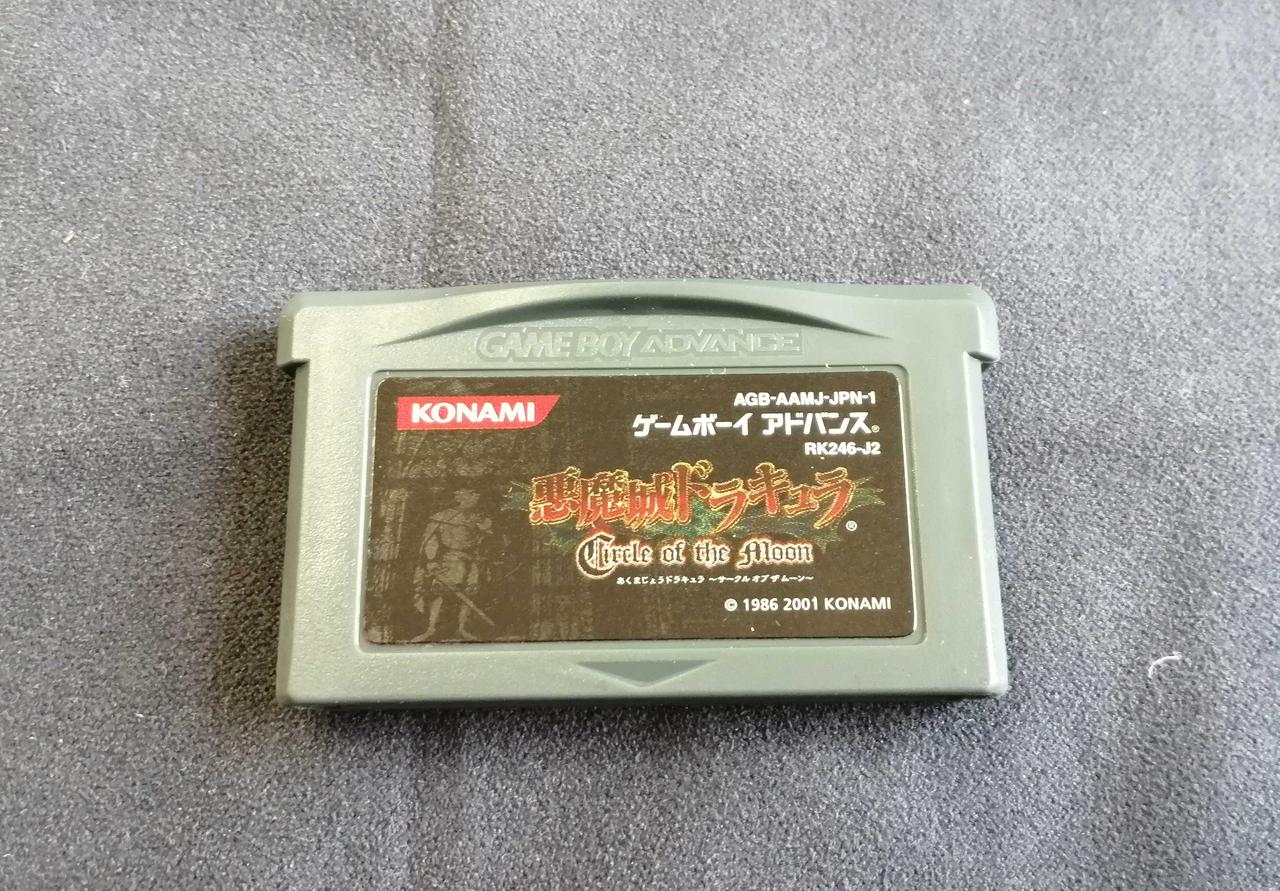 GAME BOY ADVANCE
KONAMI
AGB-AAMJ-JPN-1
ゲームボーイ アドバンス®
RK246-J2
悪魔城ドラキュラ®
Circle of the Moon
あくまじょうドラキュラ ～サークル オブ ザ ムーン～
© 1986 2001 KONAMI